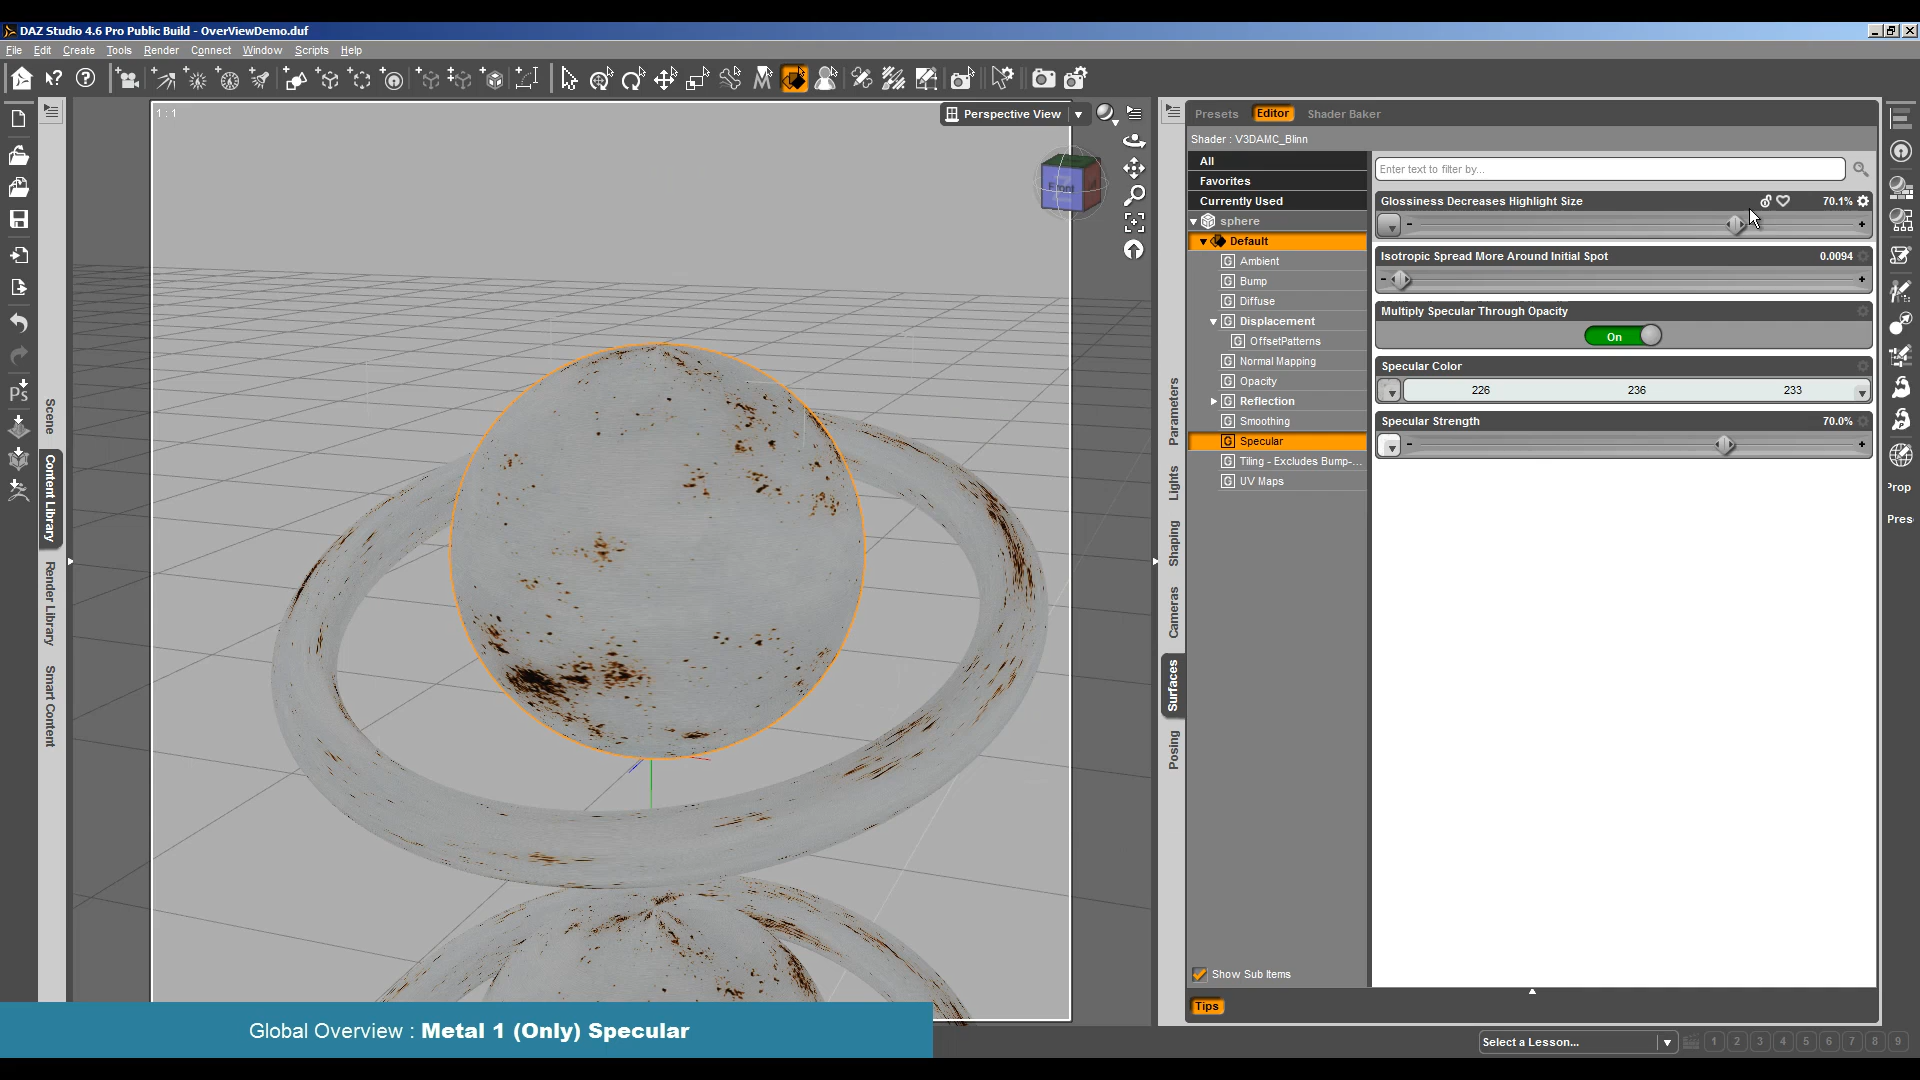 DAZ Studio 4.6 Pro Public Build - OverViewDemo.duf
File Edit Create Tools Render Connect Window Scripts Help
1 : 1
Perspective View
Front
Scene
Content Library
Render Library
Smart Content
Parameters
Lights
Shaping
Cameras
Surfaces
Posing
Presets Editor Shader Baker
Shader : V3DAMC_Blinn
All
Favorites
Currently Used
sphere
Default
G Ambient
G Bump
G Diffuse
G Displacement
G OffsetPatterns
G Normal Mapping
G Opacity
G Reflection
G Smoothing
G Specular
G Tiling - Excludes Bump-...
G UV Maps
Show Sub Items
Tips
Enter text to filter by...
Glossiness Decreases Highlight Size 70.1%
- +
Isotropic Spread More Around Initial Spot 0.0094
- +
Multiply Specular Through Opacity
On
Specular Color
226 236 233
Specular Strength 70.0%
- +
Prop
Pres
Ps
Select a Lesson...
1 2 3 4 5 6 7 8 9
Global Overview : Metal 1 (Only) Specular